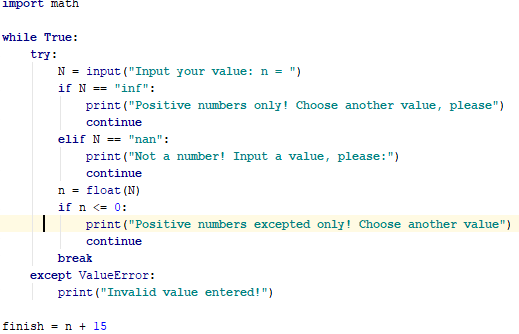 import math
while True:
try:
N = input("Input your value: n = ")
if N == "inf":
print("Positive numbers only! Choose another value, please")
continue
elif N == "nan":
print("Not a number! Input a value, please:")
continue
n = float(N)
if n <= 0:
print("Positive numbers excepted only! Choose another value")
continue
break
except ValueError:
print("Invalid value entered!")
finish = n + 15